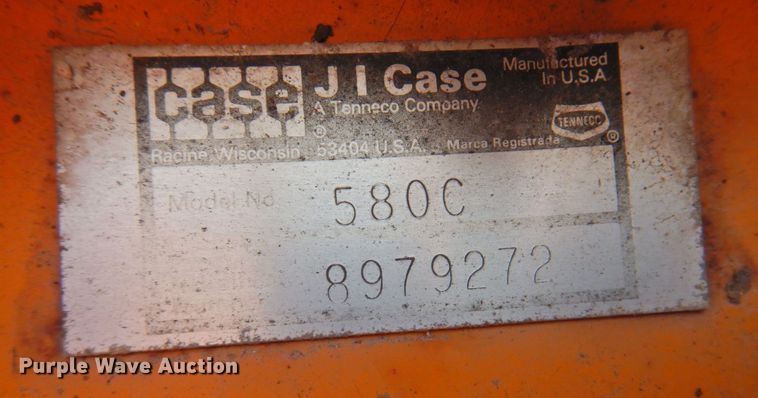 case
J I Case
A Tenneco Company
Manufactured
In U.S.A.
TENNECO
®
®
Racine, Wisconsin 53404 U.S.A. Marca Registrada
Model No. 580C
8979272
Purple Wave Auction